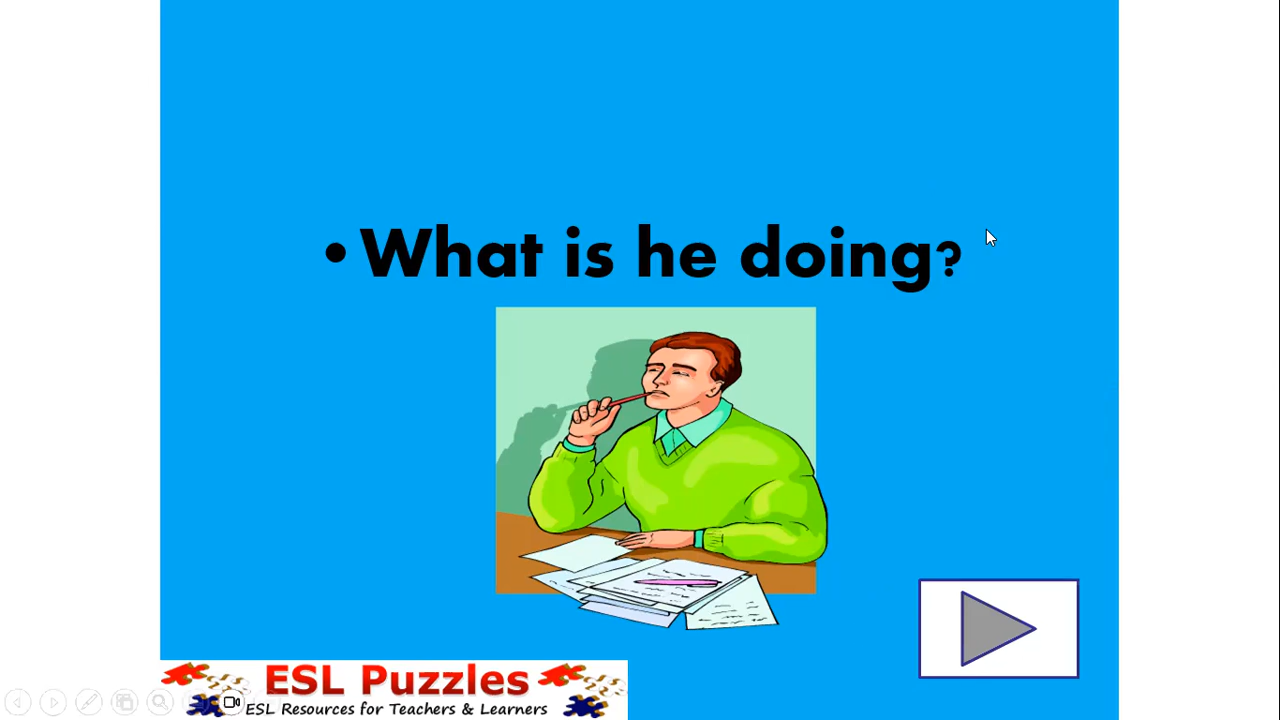 • What is he doing?
ESL Puzzles
ESL Resources for Teachers & Learners